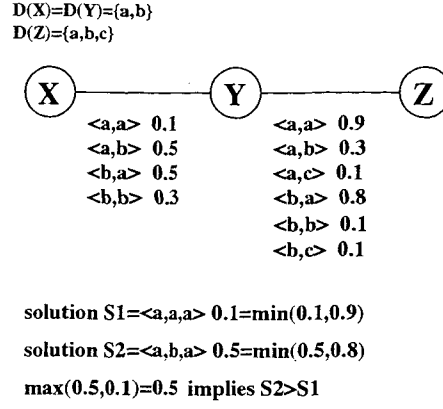 D(X)=D(Y)={a,b}
D(Z)={a,b,c}
X Y Z
<a,a> 0.1
<a,b> 0.5
<b,a> 0.5
<b,b> 0.3
<a,a> 0.9
<a,b> 0.3
<a,c> 0.1
<b,a> 0.8
<b,b> 0.1
<b,c> 0.1
solution S1=<a,a,a> 0.1=min(0.1,0.9)
solution S2=<a,b,a> 0.5=min(0.5,0.8)
max(0.5,0.1)=0.5 implies S2>S1